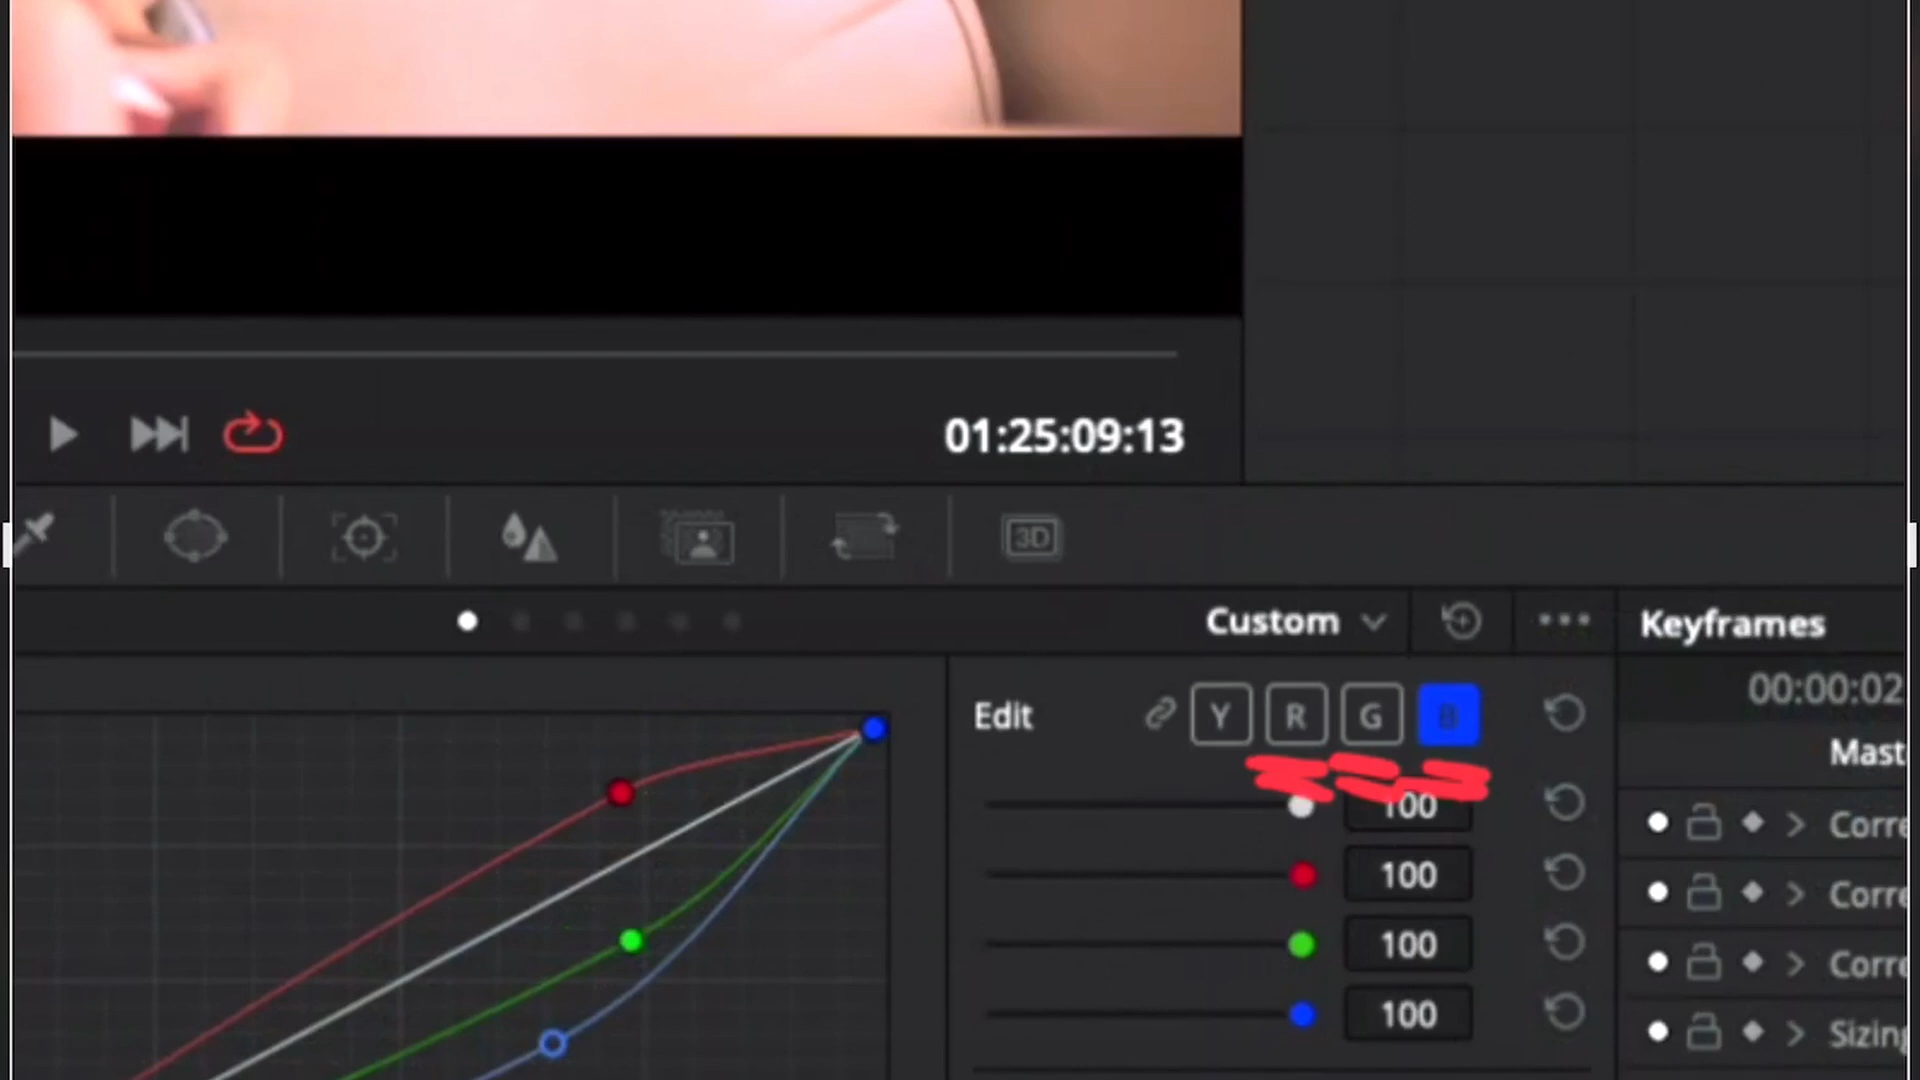 01:25:09:13
3D
Custom
Keyframes
00:00:02
Edit
Y
R
G
B
Mast
100
Corre
100
Corre
100
Corre
100
Sizing